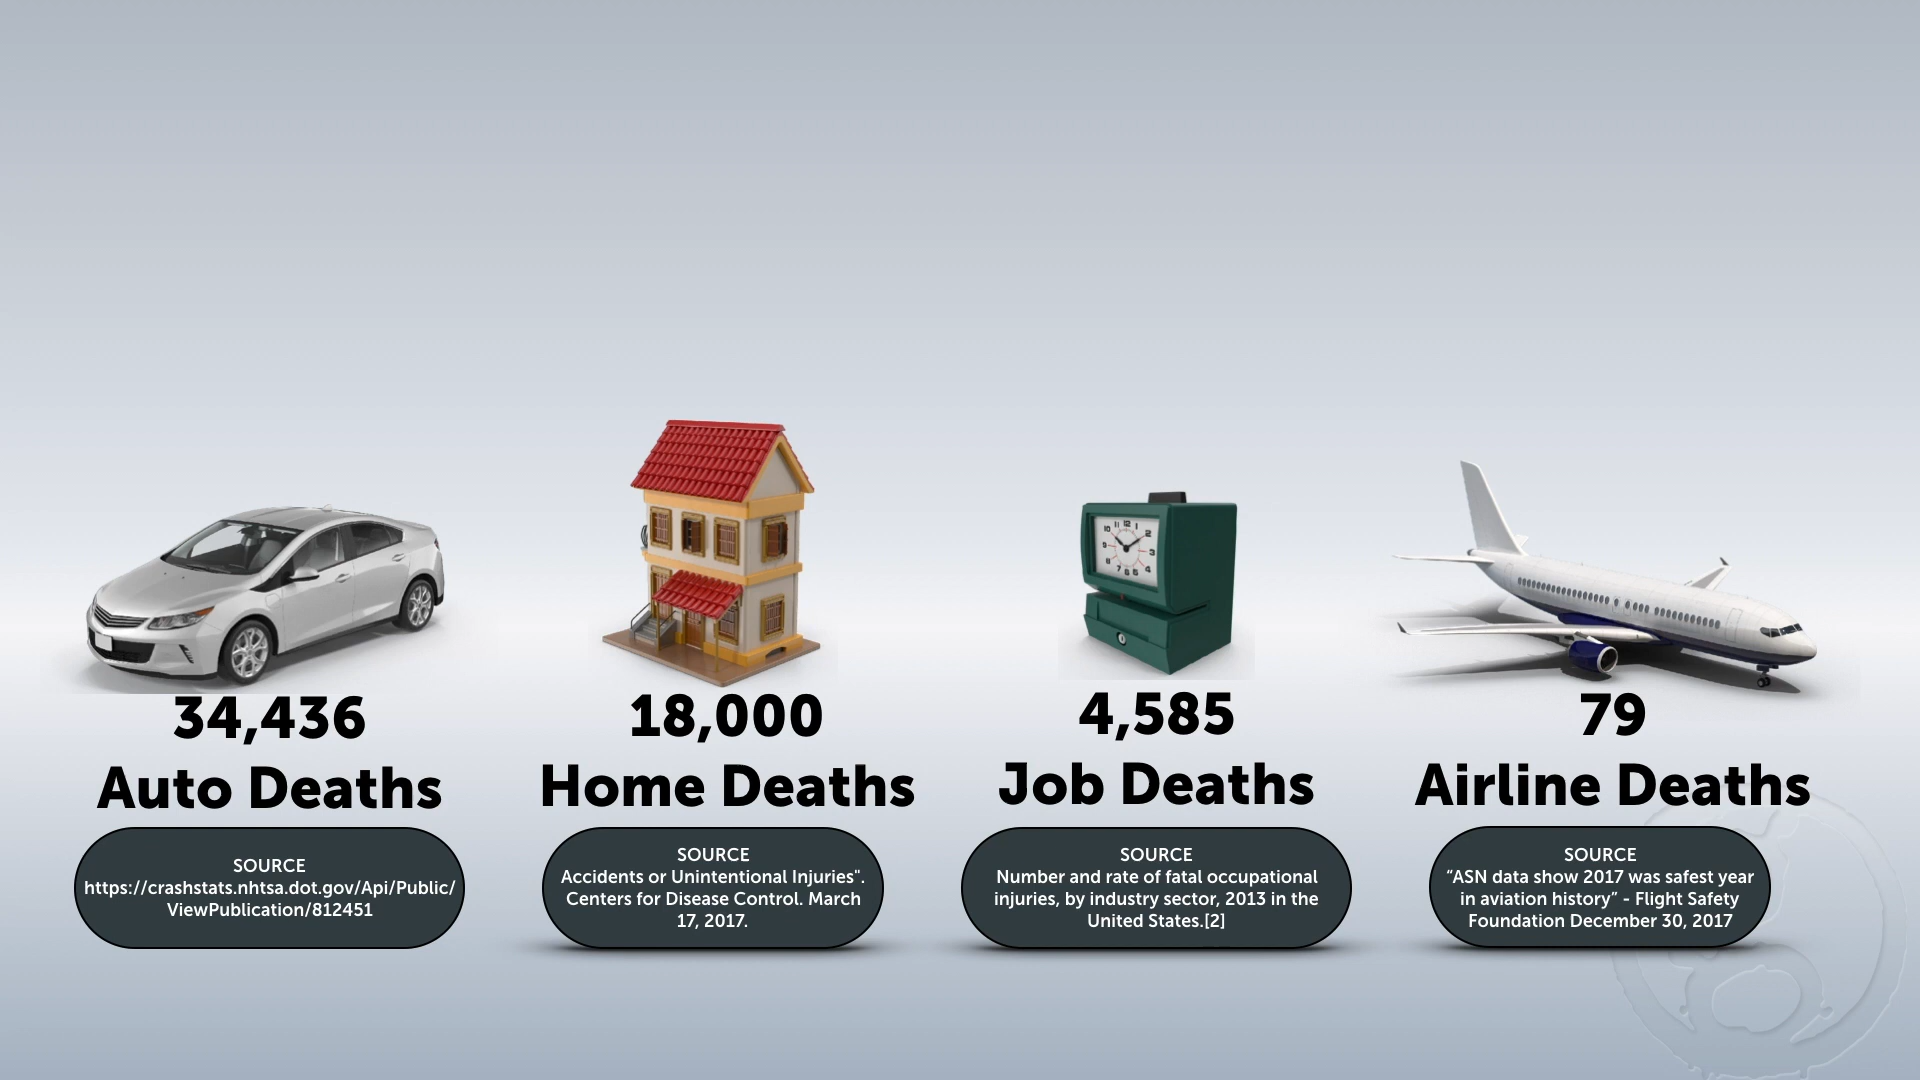 34,436
Auto Deaths
SOURCE
https://crashstats.nhtsa.dot.gov/Api/Public/
ViewPublication/812451
18,000
Home Deaths
SOURCE
Accidents or Unintentional Injuries".
Centers for Disease Control. March
17, 2017.
4,585
Job Deaths
SOURCE
Number and rate of fatal occupational
injuries, by industry sector, 2013 in the
United States.[2]
79
Airline Deaths
SOURCE
“ASN data show 2017 was safest year
in aviation history” - Flight Safety
Foundation December 30, 2017